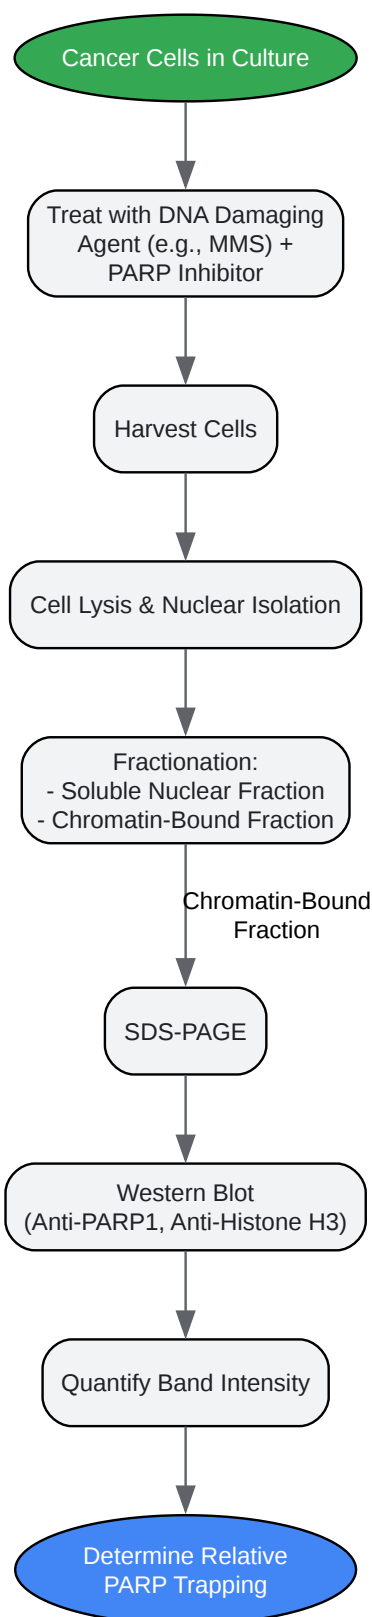 Cancer Cells in Culture
Treat with DNA Damaging
Agent (e.g., MMS) +
PARP Inhibitor
Harvest Cells
Cell Lysis & Nuclear Isolation
Fractionation:
- Soluble Nuclear Fraction
- Chromatin-Bound Fraction
Chromatin-Bound
Fraction
SDS-PAGE
Western Blot
(Anti-PARP1, Anti-Histone H3)
Quantify Band Intensity
Determine Relative
PARP Trapping